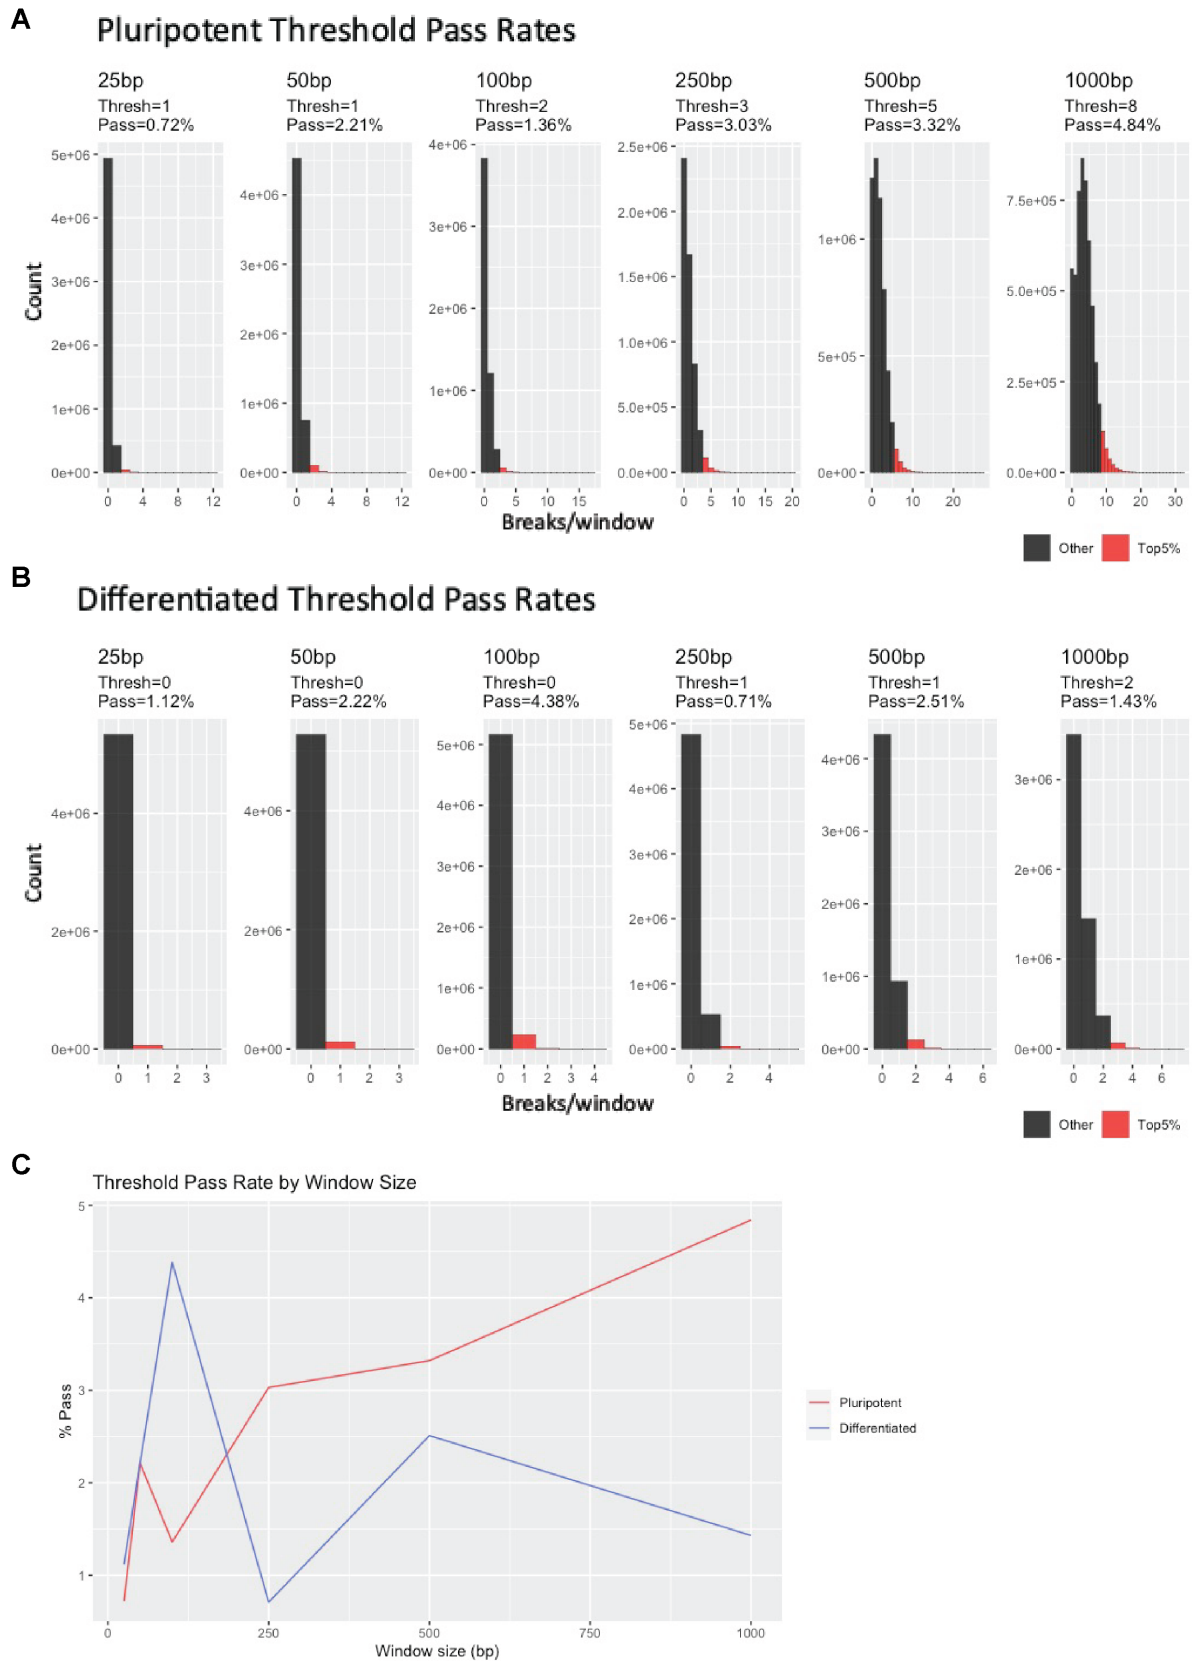 A
Pluripotent Threshold Pass Rates
25bp
Thresh=1
Pass=0.72%
50bp
Thresh=1
Pass=2.21%
100bp
Thresh=2
Pass=1.36%
250bp
Thresh=3
Pass=3.03%
500bp
Thresh=5
Pass=3.32%
1000bp
Thresh=8
Pass=4.84%
Count
5e+06
4e+06
3e+06
2e+06
1e+06
0e+00
0 4 8 12
4e+06
3e+06
2e+06
1e+06
0e+00
0 4 8 12
4e+06
3e+06
2e+06
1e+06
0e+00
0 5 10 15
2.5e+06
2.0e+06
1.5e+06
1.0e+06
5.0e+05
0.0e+00
0 5 10 15 20
1e+06
5e+05
0e+00
0 10 20
7.5e+05
5.0e+05
2.5e+05
0.0e+00
0 10 20 30
Breaks/window
Other Top5%
B
Differentiated Threshold Pass Rates
25bp
Thresh=0
Pass=1.12%
50bp
Thresh=0
Pass=2.22%
100bp
Thresh=0
Pass=4.38%
250bp
Thresh=1
Pass=0.71%
500bp
Thresh=1
Pass=2.51%
1000bp
Thresh=2
Pass=1.43%
Count
4e+06
2e+06
0e+00
0 1 2 3
4e+06
2e+06
0e+00
0 1 2 3
5e+06
4e+06
3e+06
2e+06
1e+06
0e+00
0 1 2 3 4
5e+06
4e+06
3e+06
2e+06
1e+06
0e+00
0 2 4
4e+06
3e+06
2e+06
1e+06
0e+00
0 2 4 6
3e+06
2e+06
1e+06
0e+00
0 2 4 6
Breaks/window
Other Top5%
C
Threshold Pass Rate by Window Size
% Pass
5
4
3
2
1
0 250 500 750 1000
Window size (bp)
Pluripotent
Differentiated